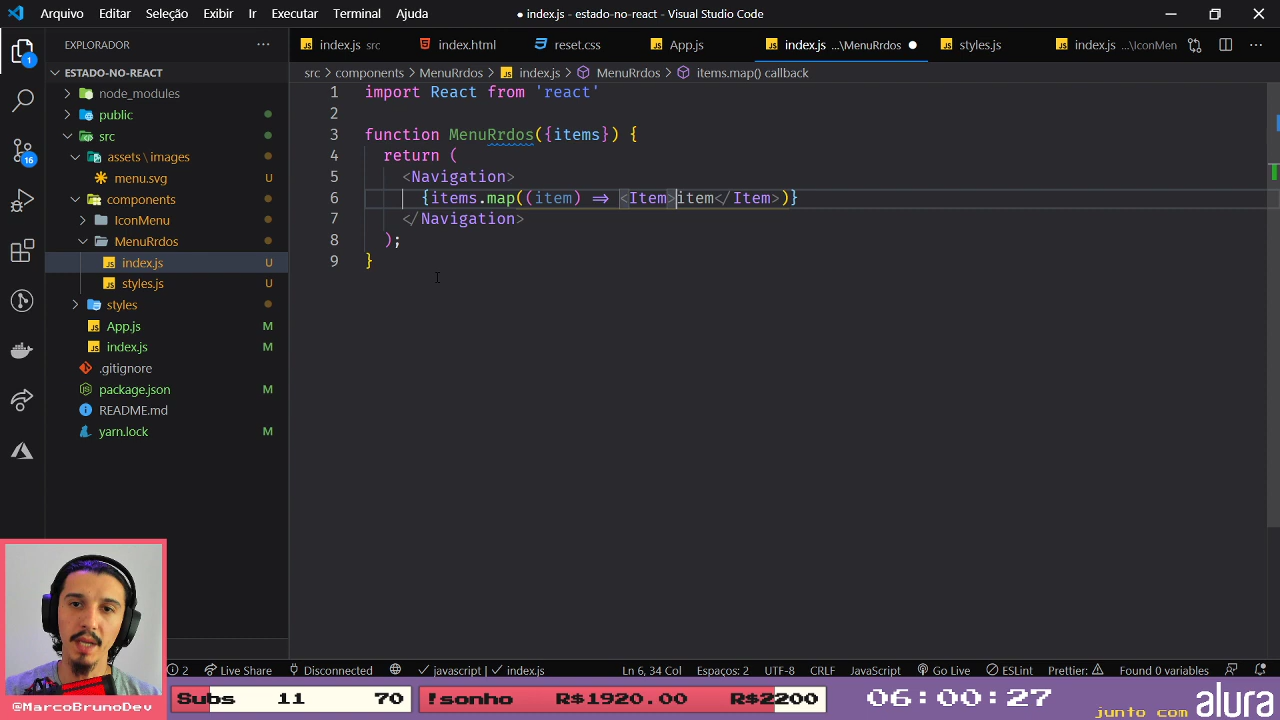 Arquivo Editar Seleção Exibir Ir Executar Terminal Ajuda
● index.js - estado-no-react - Visual Studio Code
EXPLORADOR
ESTADO-NO-REACT
node_modules
public
src
assets \ images
menu.svg
components
IconMenu
MenuRrdos
index.js U
styles.js U
styles
App.js M
index.js M
.gitignore
package.json M
README.md
yarn.lock M
1
16
index.js src
index.html
reset.css
App.js
index.js ...\MenuRrdos
styles.js
index.js ...\IconMen
src > components > MenuRrdos > index.js > MenuRrdos > items.map() callback
1 import React from 'react'
2
3 function MenuRrdos({items}) {
4 return (
5 <Navigation>
6 {items.map((item) => <Item>item</Item>)}
7 </Navigation>
8 );
9 }
2 Live Share Disconnected javascript | index.js Ln 6, 34 Col Espaços: 2 UTF-8 CRLF JavaScript Go Live ESLint Prettier: Found 0 variables
@MarcoBrunoDev
Subs 11 70
!sonho R$1920.00 R$2200
06:00:27
junto com alura